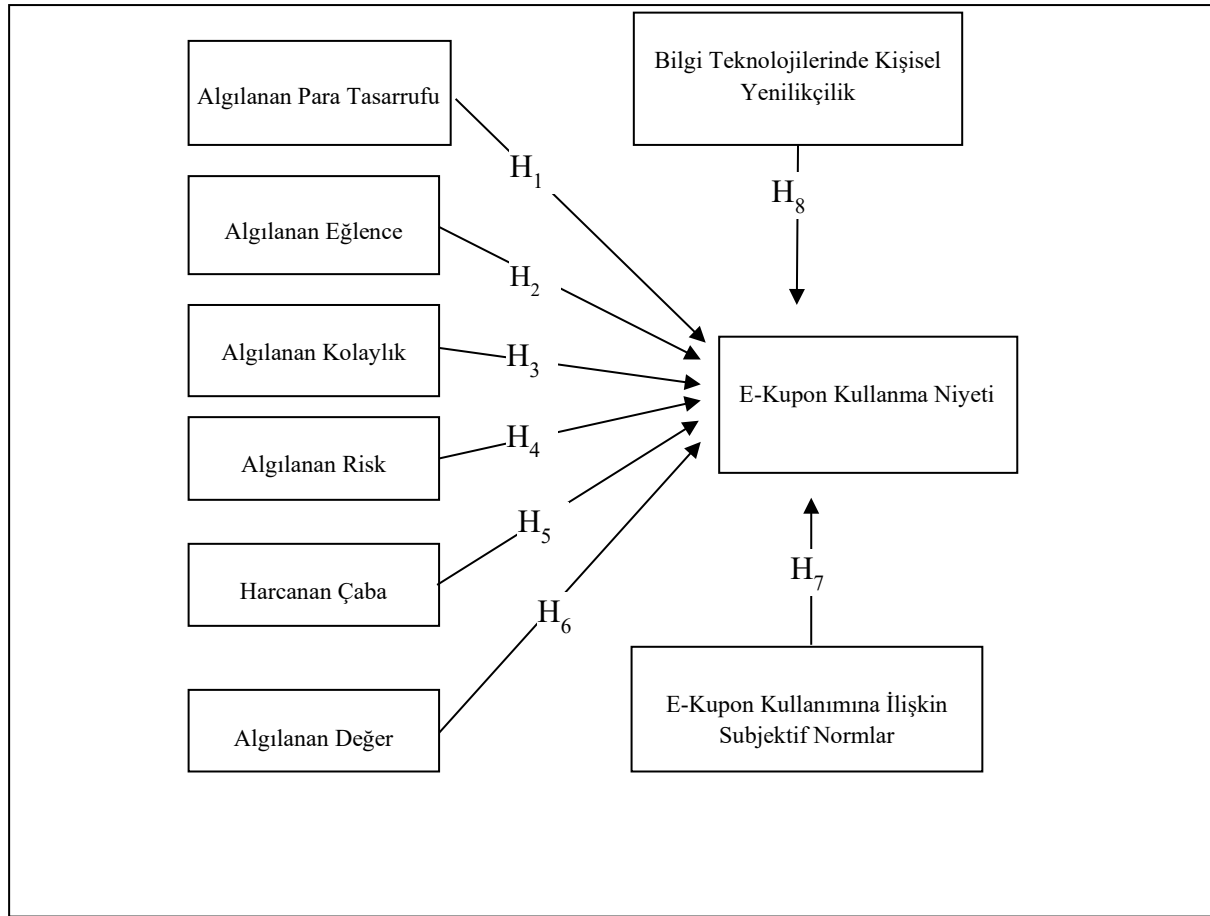 Algılanan Para Tasarrufu
Bilgi Teknolojilerinde Kişisel
Yenilikçilik
H1
H8
Algılanan Eğlence
H2
Algılanan Kolaylık
H3
E-Kupon Kullanma Niyeti
Algılanan Risk
H4
Harcanan Çaba
H5
H7
Algılanan Değer
H6
E-Kupon Kullanımına İlişkin
Subjektif Normlar